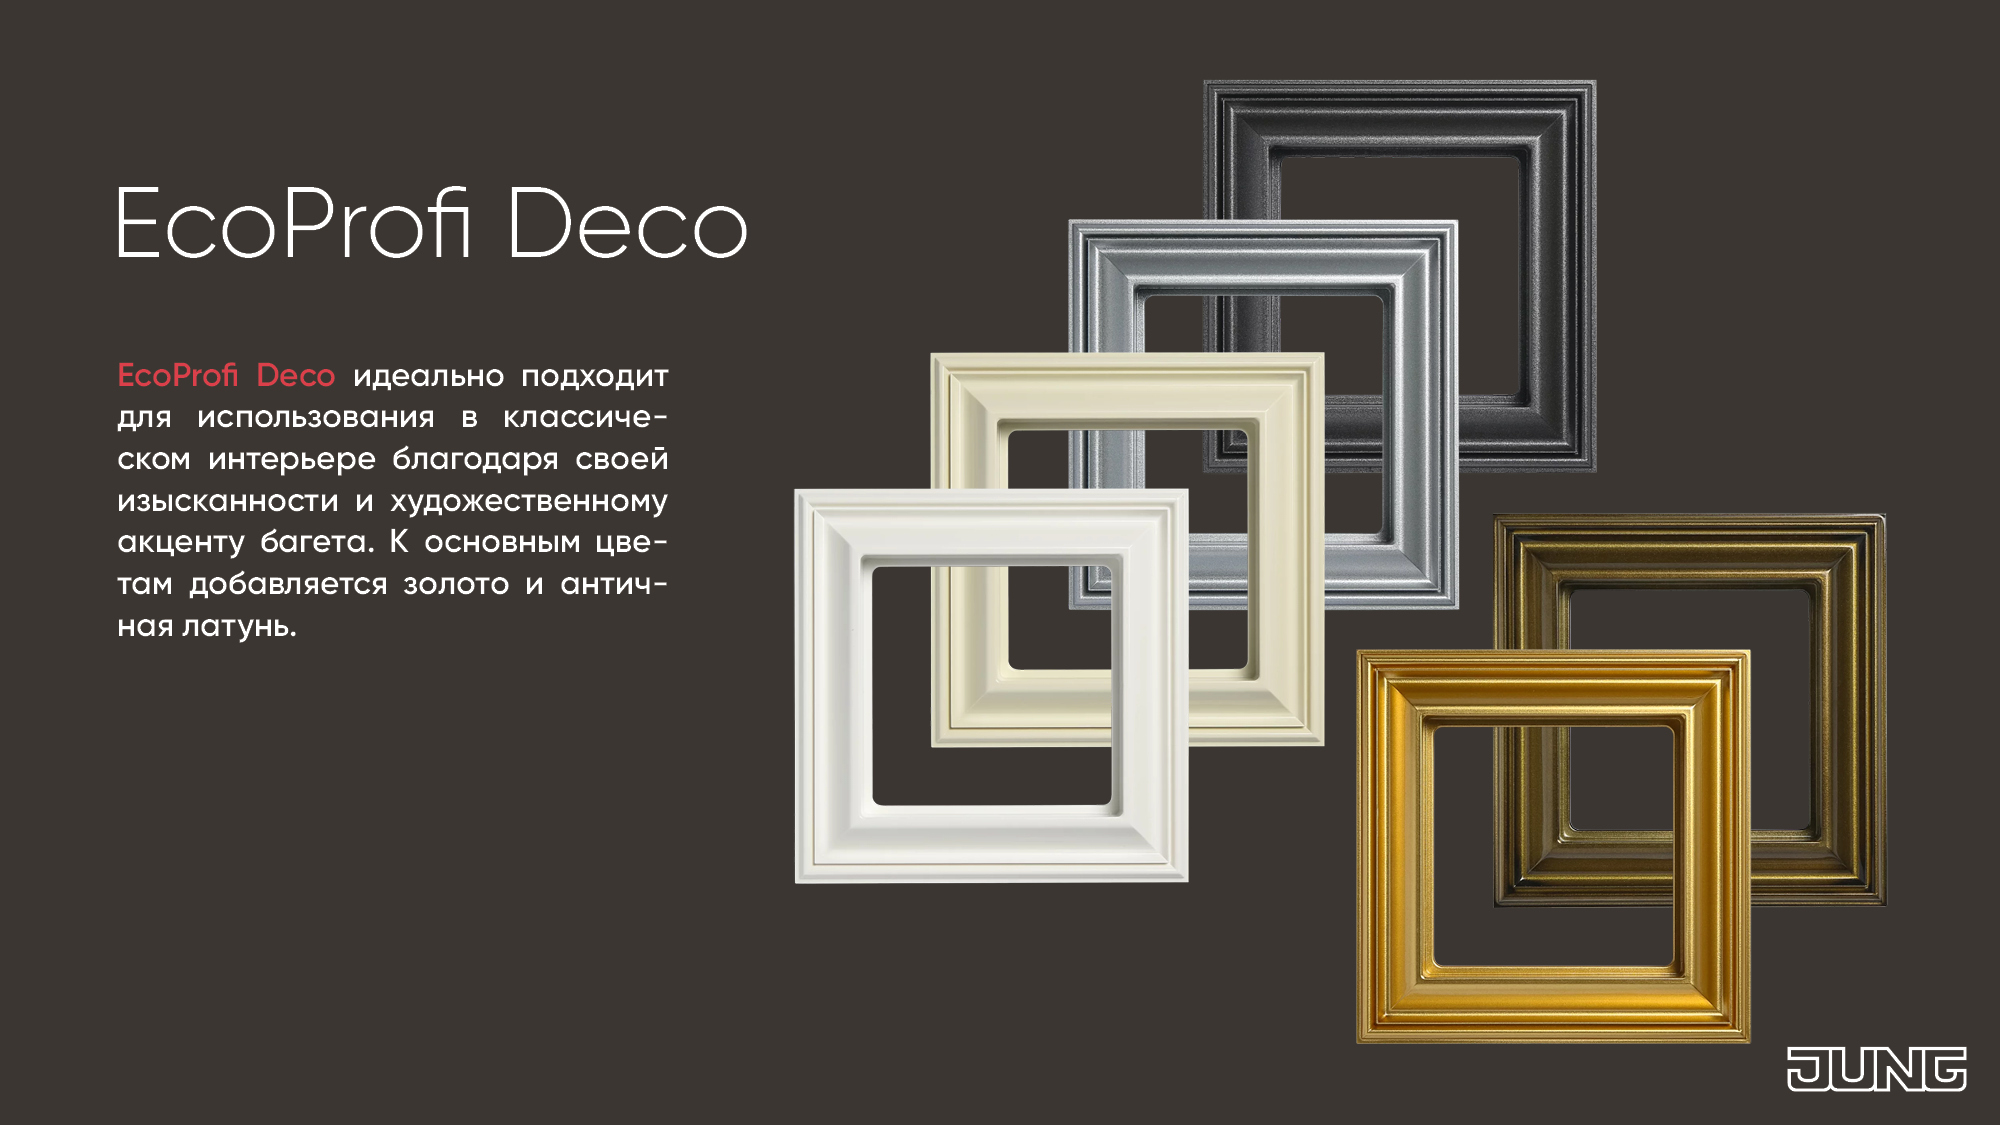 EcoProfi Deco
EcoProfi Deco идеально подходит
для использования в классиче-
ском интерьере благодаря своей
изысканности и художественному
акценту багета. К основным цве-
там добавляется золото и антич-
ная латунь.
JUNG